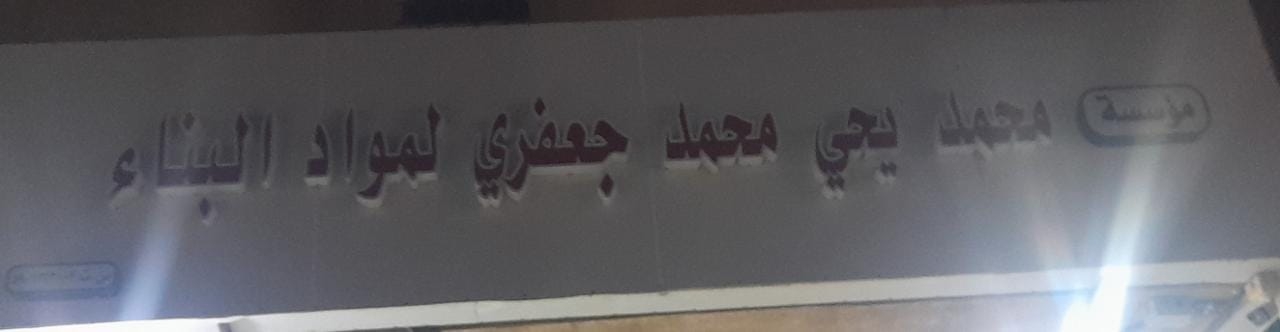 مؤسسة
محمد يحي محمد جعفري لمواد البناء